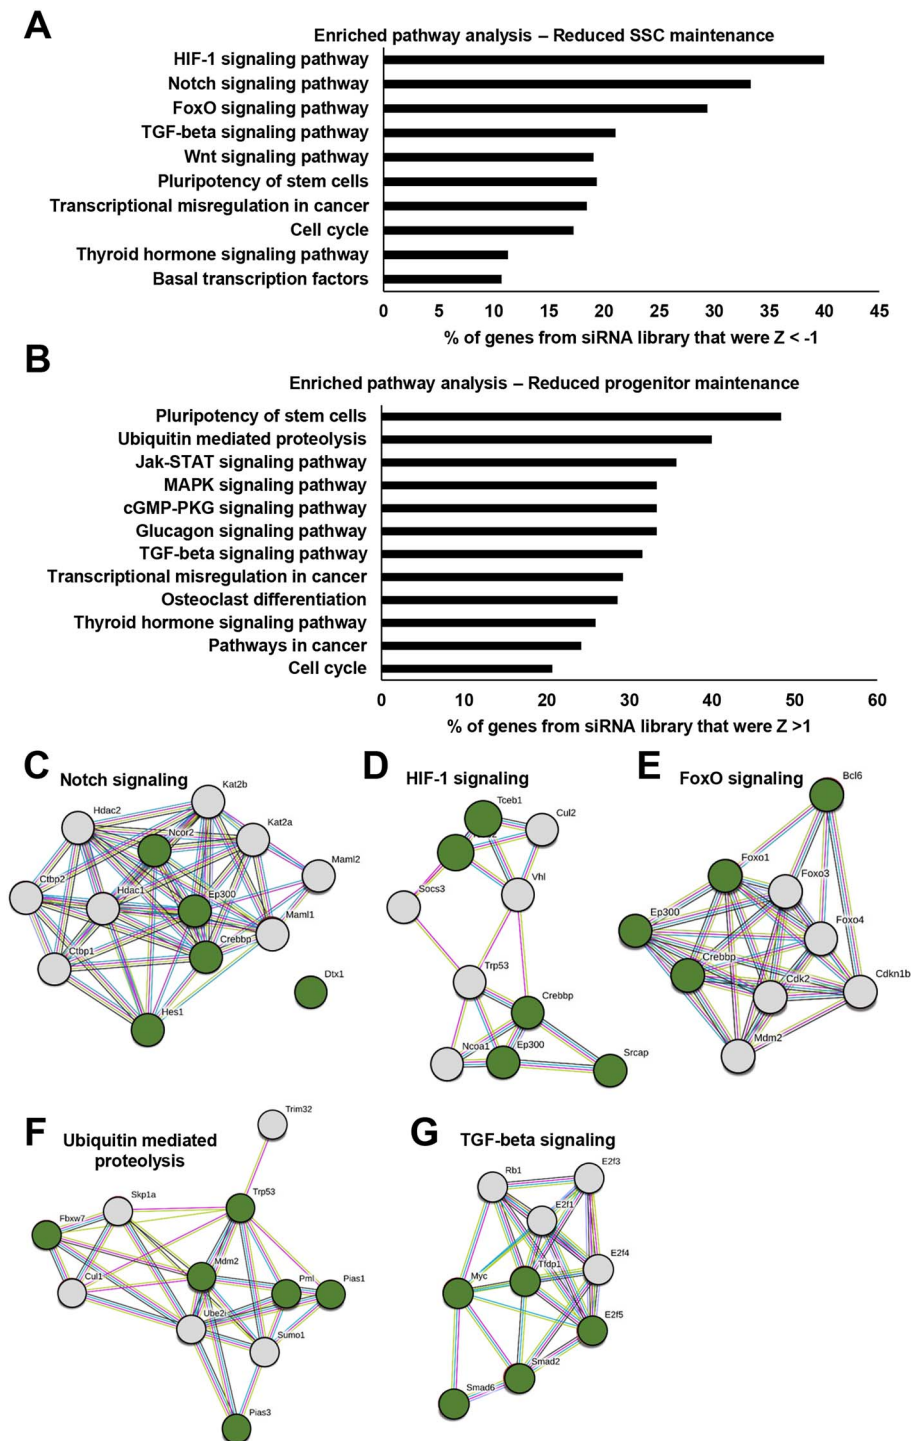 A
Enriched pathway analysis – Reduced SSC maintenance
HIF-1 signaling pathway
Notch signaling pathway
FoxO signaling pathway
TGF-beta signaling pathway
Wnt signaling pathway
Pluripotency of stem cells
Transcriptional misregulation in cancer
Cell cycle
Thyroid hormone signaling pathway
Basal transcription factors
0 5 10 15 20 25 30 35 40 45
% of genes from siRNA library that were Z < -1
B
Enriched pathway analysis – Reduced progenitor maintenance
Pluripotency of stem cells
Ubiquitin mediated proteolysis
Jak-STAT signaling pathway
MAPK signaling pathway
cGMP-PKG signaling pathway
Glucagon signaling pathway
TGF-beta signaling pathway
Transcriptional misregulation in cancer
Osteoclast differentiation
Thyroid hormone signaling pathway
Pathways in cancer
Cell cycle
0 10 20 30 40 50 60
% of genes from siRNA library that were Z >1
C
Notch signaling
Kat2b
Hdac2
Ncor2
Kat2a
Maml2
Ctbp2
Hdac1
Ep300
Maml1
Crebbp
Ctbp1
Dtx1
Hes1
D
HIF-1 signaling
Tceb1
Cul2
Vhl
Socs3
Trp53
Crebbp
Ncoa1
Ep300
Srcap
E
FoxO signaling
Bcl6
Foxo1
Foxo3
Ep300
Foxo4
Crebbp
Cdk2
Cdkn1b
Mdm2
F
Ubiquitin mediated
proteolysis
Trim32
Skp1a
Trp53
Fbxw7
Mdm2
Cul1
Pml
Pias1
Ube2i
Sumo1
Pias3
G
TGF-beta signaling
Rb1
E2f3
E2f1
E2f4
Tfdp1
Myc
E2f5
Smad2
Smad6